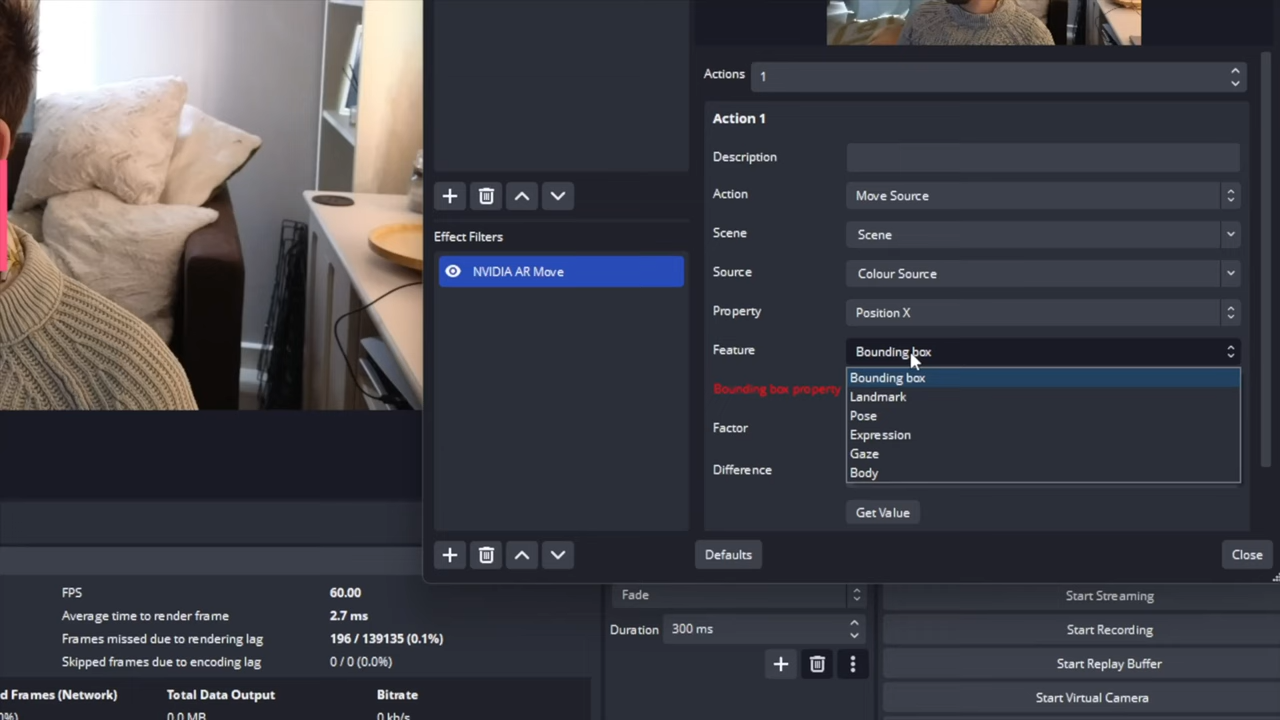 Actions 1
Action 1
Description
Action Move Source
Scene Scene
Effect Filters
NVIDIA AR Move
Source Colour Source
Property Position X
Feature Bounding box
Bounding box
Bounding box property
Landmark
Pose
Factor
Expression
Gaze
Difference
Body
Get Value
Defaults
Close
FPS 60.00
Average time to render frame 2.7 ms
Frames missed due to rendering lag 196 / 139135 (0.1%)
Skipped frames due to encoding lag 0 / 0 (0.0%)
Fade
Duration 300 ms
Start Streaming
Start Recording
Start Replay Buffer
Start Virtual Camera
d Frames (Network) Total Data Output Bitrate
%) 0.0 MB 0 kb/s